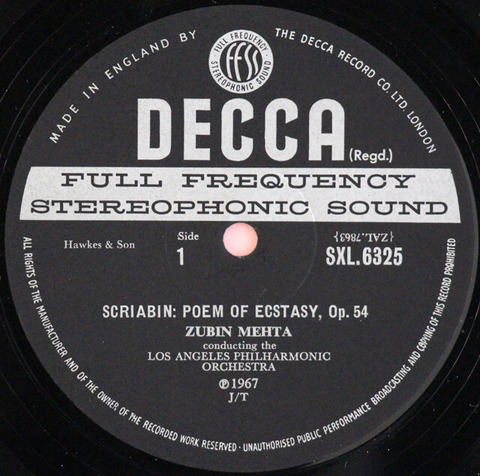 MADE IN ENGLAND BY
THE DECCA RECORD CO. LTD. LONDON
FULL FREQUENCY
FFSS
STEREOPHONIC SOUND
DECCA
(Regd.)
FULL FREQUENCY
STEREOPHONIC SOUND
Hawkes & Son
Side
1
{ZAL.7863}
SXL.6325
SCRIABIN: POEM OF ECSTASY, Op. 54
ZUBIN MEHTA
conducting the
LOS ANGELES PHILHARMONIC
ORCHESTRA
℗1967
J/T
ALL RIGHTS OF THE MANUFACTURER AND OF THE OWNER OF THE RECORDED WORK RESERVED · UNAUTHORISED PUBLIC PERFORMANCE BROADCASTING AND COPYING OF THIS RECORD PROHIBITED